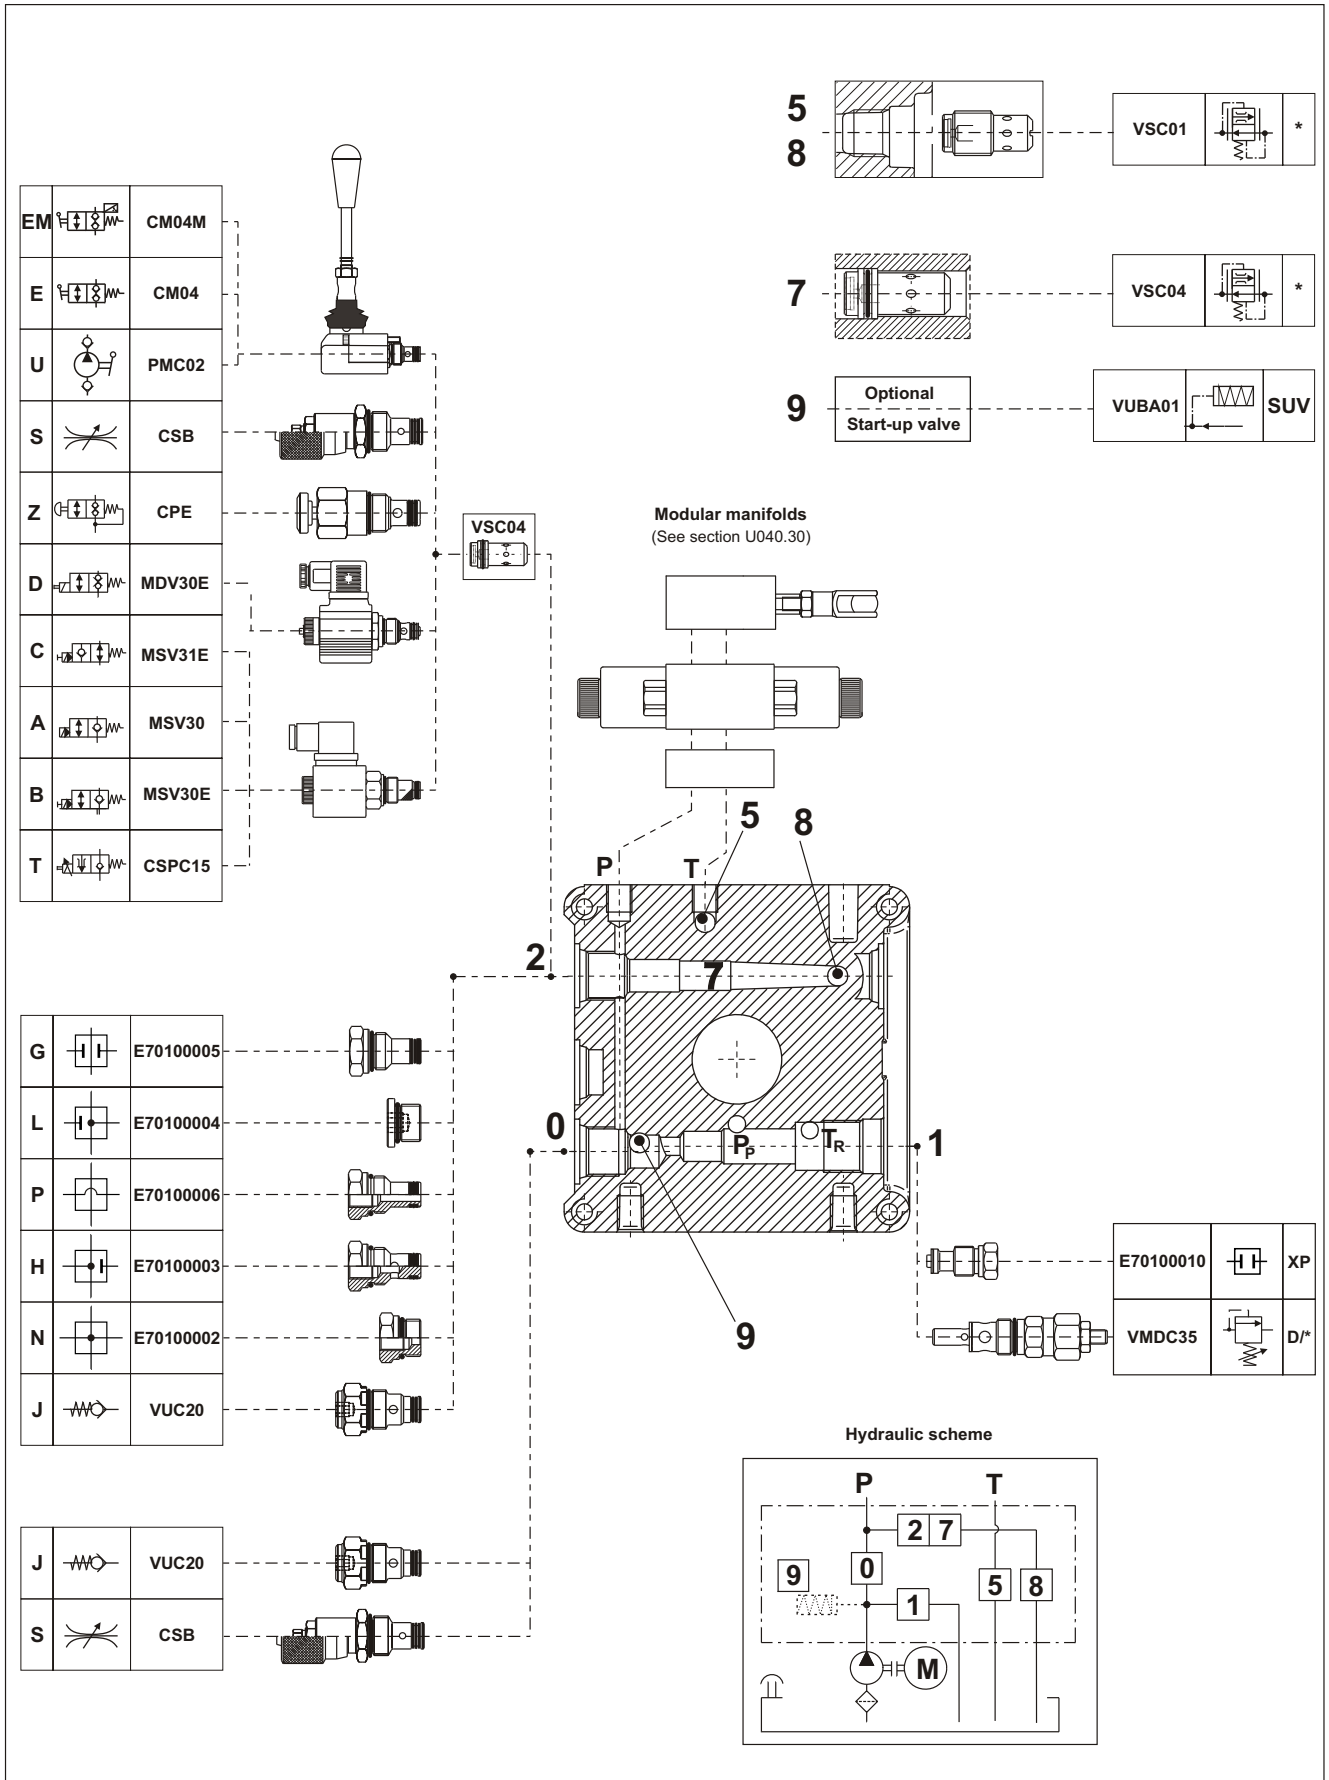 5
8
VSC01
*
7
VSC04
*
9
Optional
Start-up valve
VUBA01
SUV
EM
CM04M
E
CM04
U
PMC02
S
CSB
Z
CPE
D
MDV30E
C
MSV31E
A
MSV30
B
MSV30E
T
CSPC15
VSC04
Modular manifolds
(See section U040.30)
5
8
P
T
2
7
0
PP
TR
1
9
G
E70100005
L
E70100004
P
E70100006
H
E70100003
N
E70100002
J
VUC20
E70100010
XP
VMDC35
D/*
J
VUC20
S
CSB
Hydraulic scheme
P
T
2 7
0
9
5
8
1
M